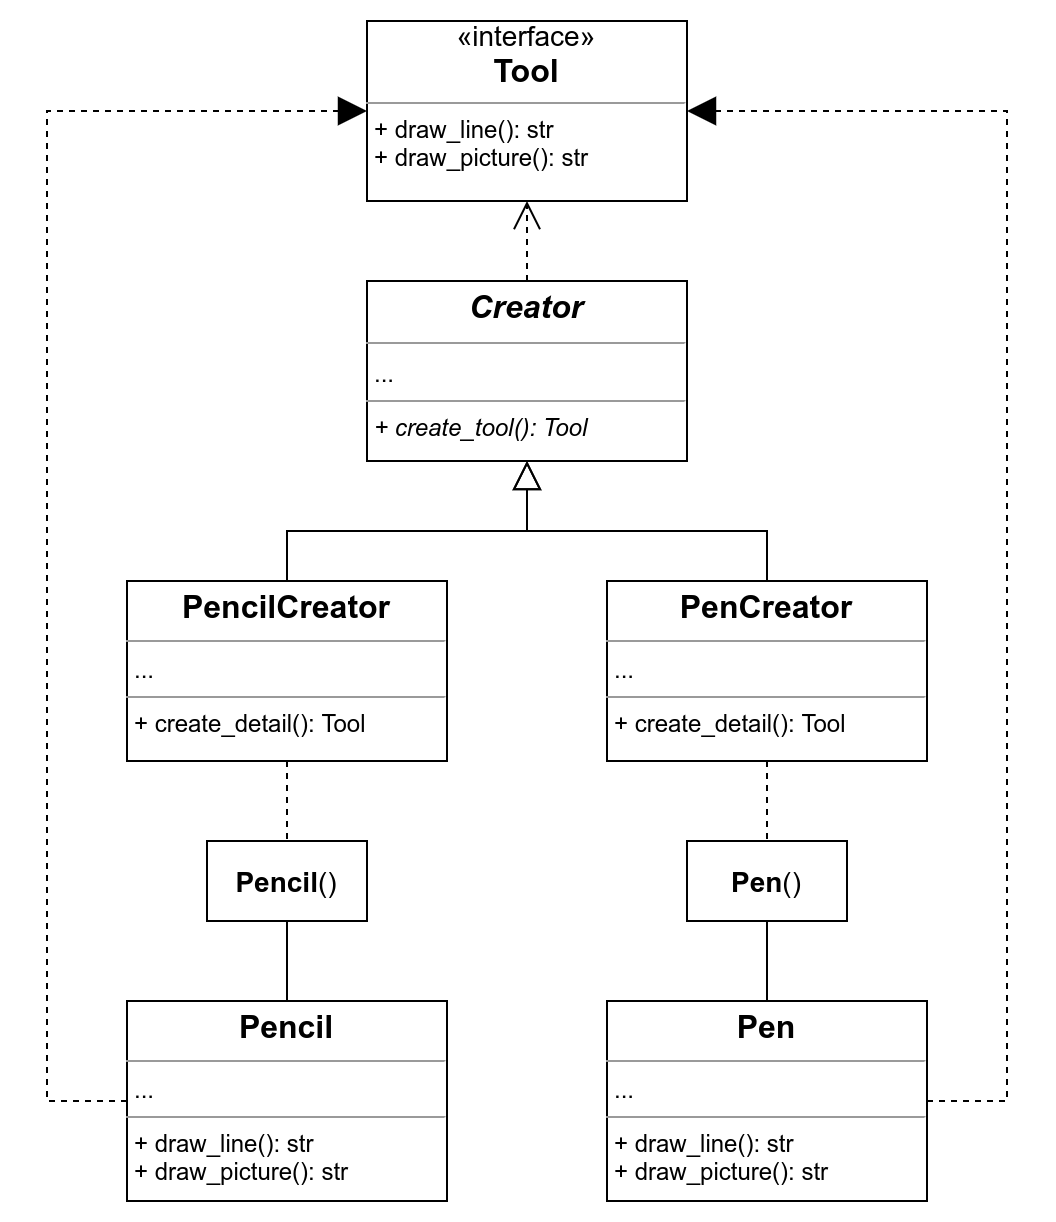 «interface»
Tool
+ draw_line(): str
+ draw_picture(): str
Creator
...
+ create_tool(): Tool
PencilCreator
...
+ create_detail(): Tool
PenCreator
...
+ create_detail(): Tool
Pencil()
Pen()
Pencil
...
+ draw_line(): str
+ draw_picture(): str
Pen
...
+ draw_line(): str
+ draw_picture(): str